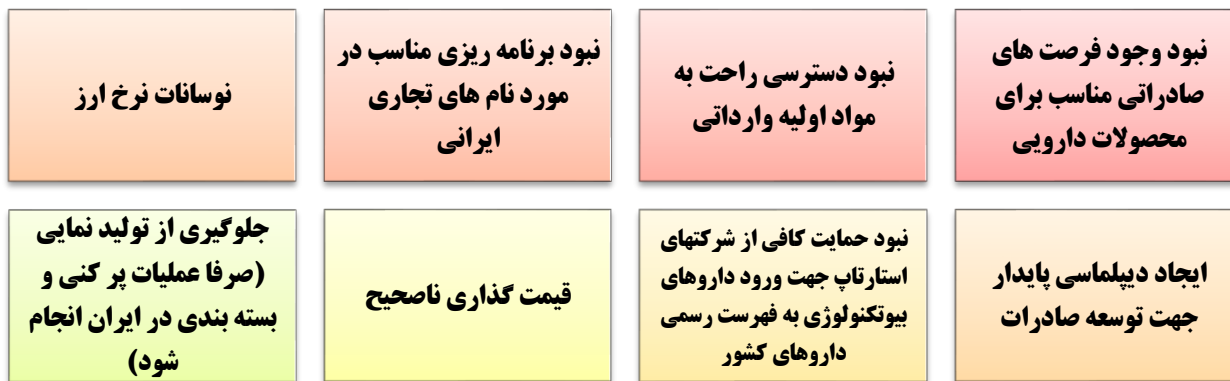 نبود وجود فرصت های
صادراتی مناسب برای
محصولات دارویی
نبود دسترسی راحت به
مواد اولیه وارداتی
نبود برنامه ریزی مناسب در
مورد نام های تجاری
ایرانی
نوسانات نرخ ارز
ایجاد دیپلماسی پایدار
جهت توسعه صادرات
نبود حمایت کافی از شرکتهای
استارتاپ جهت ورود داروهای
بیوتکنولوژی به فهرست رسمی
داروهای کشور
قیمت گذاری ناصحیح
جلوگیری از تولید نمایی
(صرفا عملیات پر کنی و
بسته بندی در ایران انجام
شود)